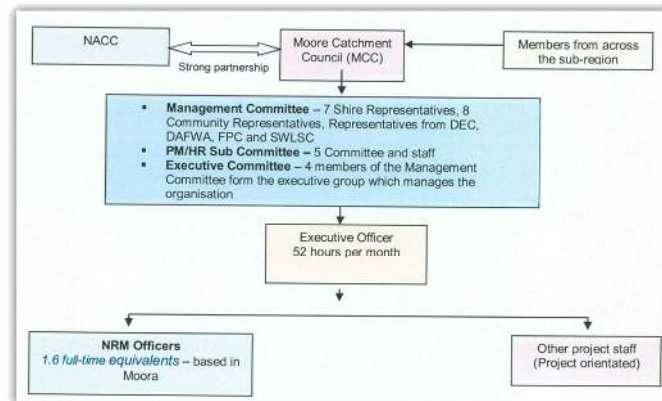 NACC
Strong partnership
Moore Catchment
Council (MCC)
Members from across
the sub-region
▪ Management Committee – 7 Shire Representatives, 8
Community Representatives, Representatives from DEC,
DAFWA, FPC and SWLSC
▪ PM/HR Sub Committee – 5 Committee and staff
▪ Executive Committee – 4 members of the Management
Committee form the executive group which manages the
organisation
Executive Officer
52 hours per month
NRM Officers
1.6 full-time equivalents – based in
Moora
Other project staff
(Project orientated)